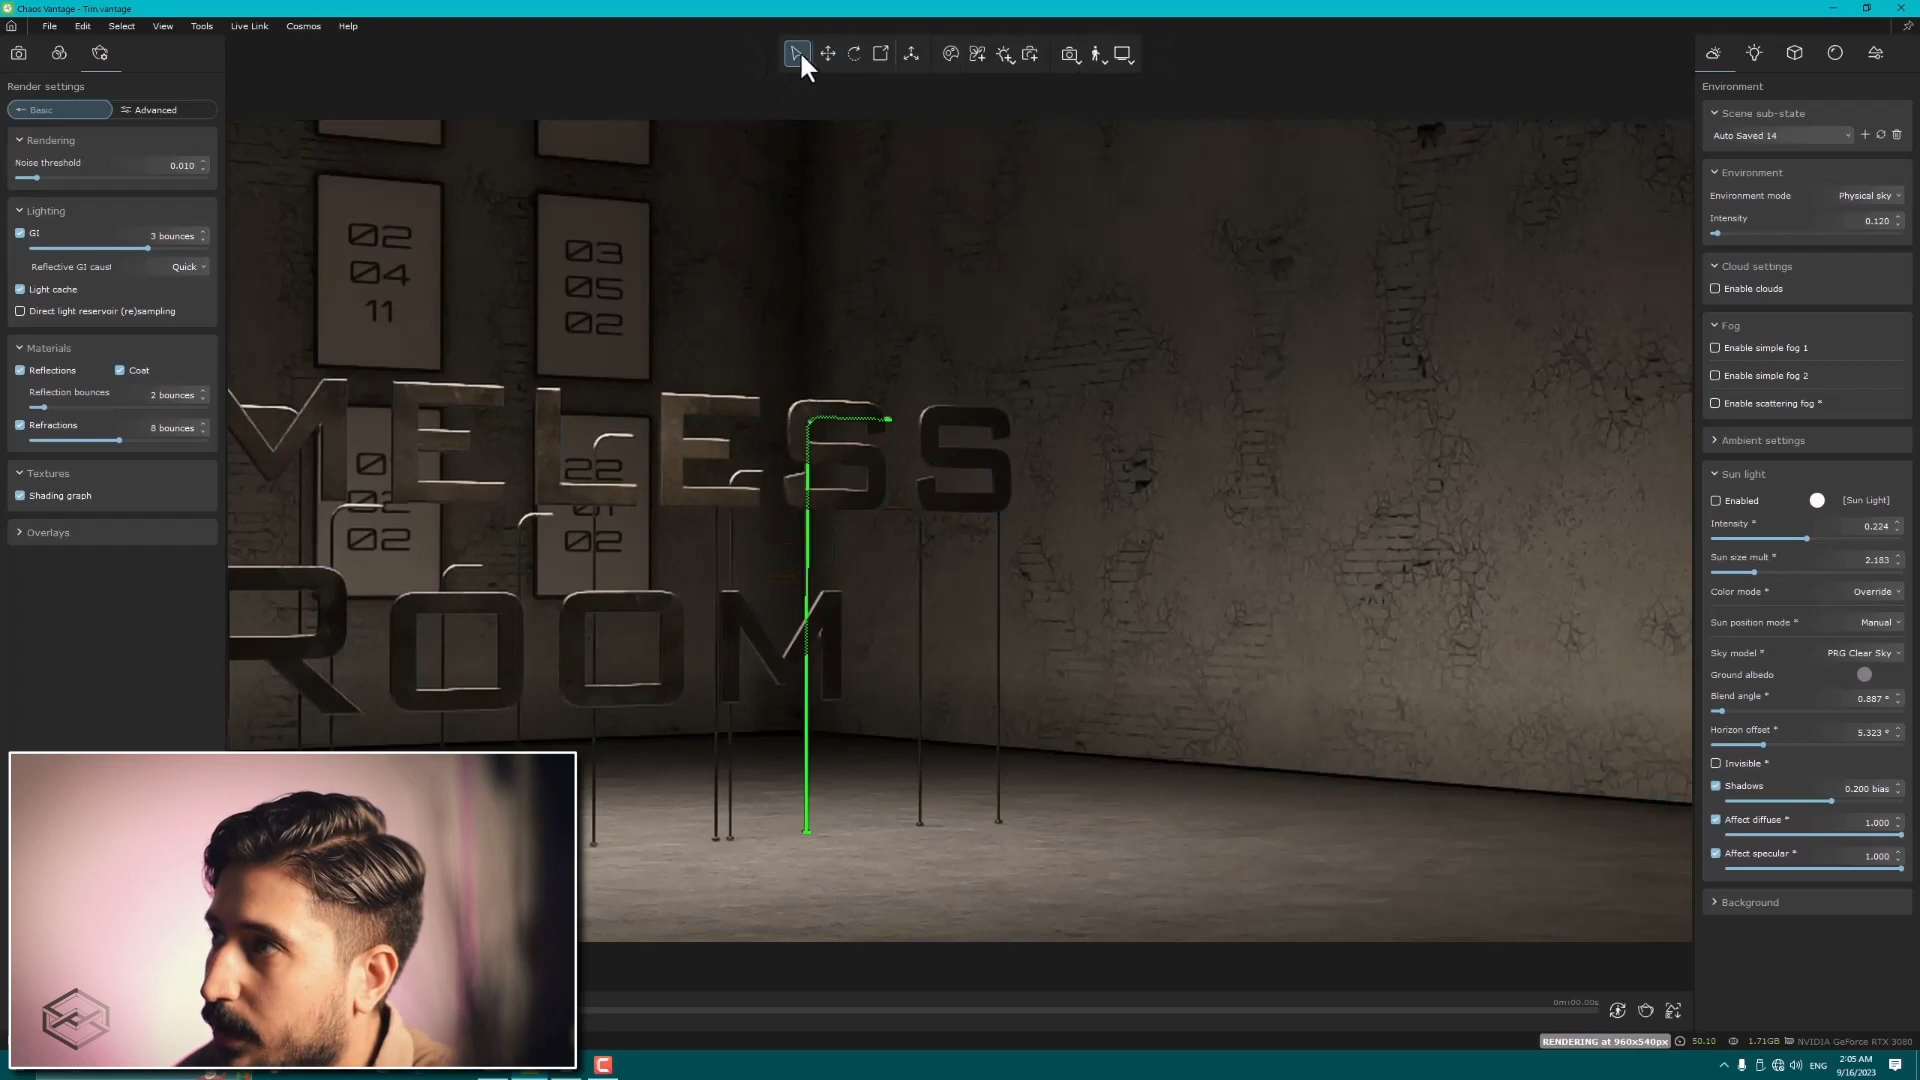 Chaos Vantage - Tim.vantage
File Edit Select View Tools Live Link Cosmos Help
Render settings
Basic Advanced
Rendering
Noise threshold 0.010
Lighting
GI 3 bounces
Reflective GI caust Quick
Light cache
Direct light reservoir (re)sampling
Materials
Reflections Coat
Reflection bounces 2 bounces
Refractions 8 bounces
Textures
Shading graph
Overlays
02
04
11
03
05
02
MELESS
02
22
02
02
ROOM
Environment
Scene sub-state
Auto Saved 14
Environment
Environment mode Physical sky
Intensity 0.120
Cloud settings
Enable clouds
Fog
Enable simple fog 1
Enable simple fog 2
Enable scattering fog *
Ambient settings
Sun light
Enabled [Sun Light]
Intensity * 0.224
Sun size mult * 2.183
Color mode * Override
Sun position mode * Manual
Sky model * PRG Clear Sky
Ground albedo
Blend angle * 0.887 °
Horizon offset * 5.323 °
Invisible *
Shadows 0.200 bias
Affect diffuse * 1.000
Affect specular * 1.000
Background
0m:00.00s
RENDERING at 960x540px 50.10 1.71GB NVIDIA GeForce RTX 3080
ENG
2:05 AM
9/16/2023